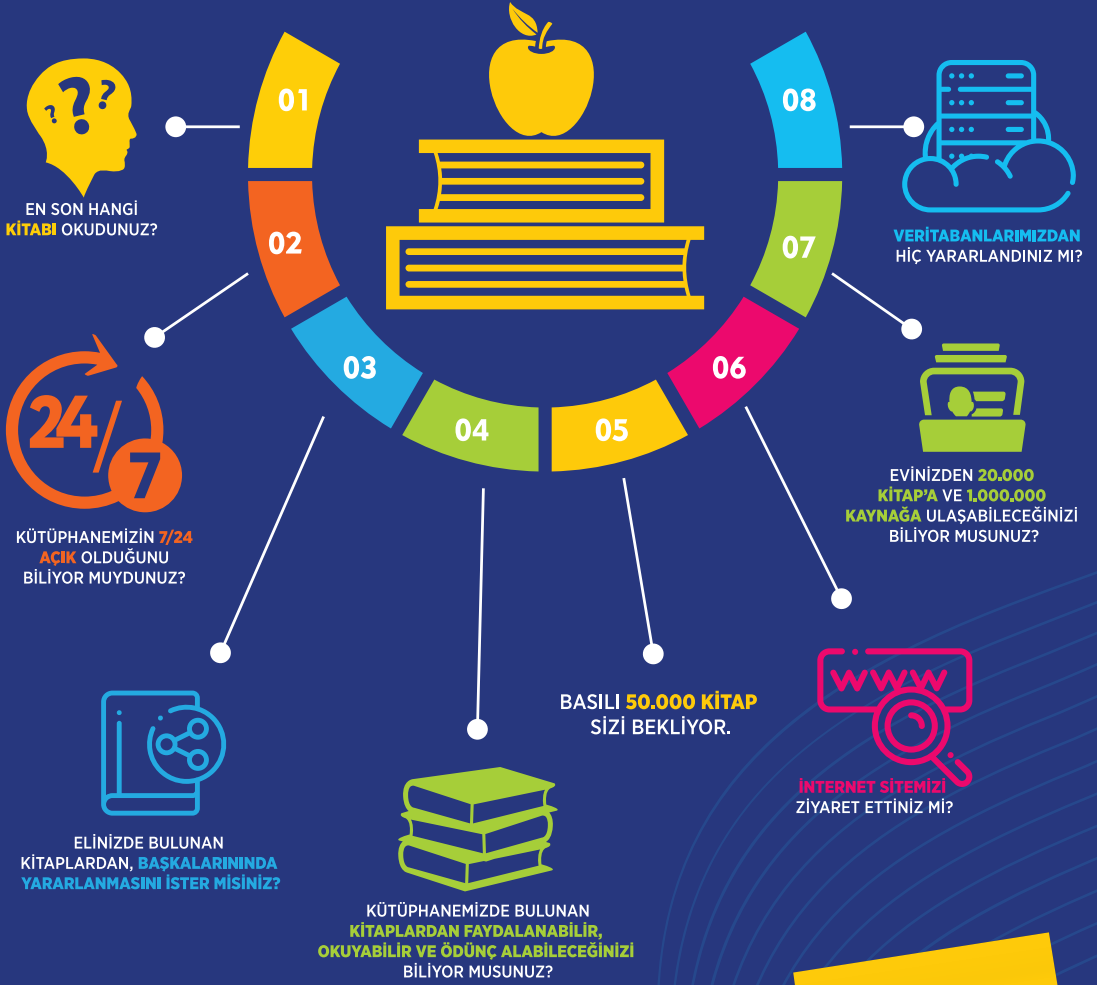 01
? ? ?
EN SON HANGİ
KİTABI OKUDUNUZ?
02
24/
7
KÜTÜPHANEMİZİN 7/24
AÇIK OLDUĞUNU
BİLİYOR MUYDUNUZ?
03
ELİNİZDE BULUNAN
KİTAPLARDAN, BAŞKALARININDA
YARARLANMASINI İSTER MİSİNİZ?
04
KÜTÜPHANEMİZDE BULUNAN
KİTAPLARDAN FAYDALANABİLİR,
OKUYABİLİR VE ÖDÜNÇ ALABİLECEĞİNİZİ
BİLİYOR MUSUNUZ?
05
BASILI 50.000 KİTAP
SİZİ BEKLİYOR.
06
www
İNTERNET SİTEMİZİ
ZİYARET ETTİNİZ Mİ?
07
EVİNİZDEN 20.000
KİTAP'A VE 1.000.000
KAYNAĞA ULAŞABİLECEĞİNİZİ
BİLİYOR MUSUNUZ?
08
VERİTABANLARIMIZDAN
HİÇ YARARLANDINIZ MI?